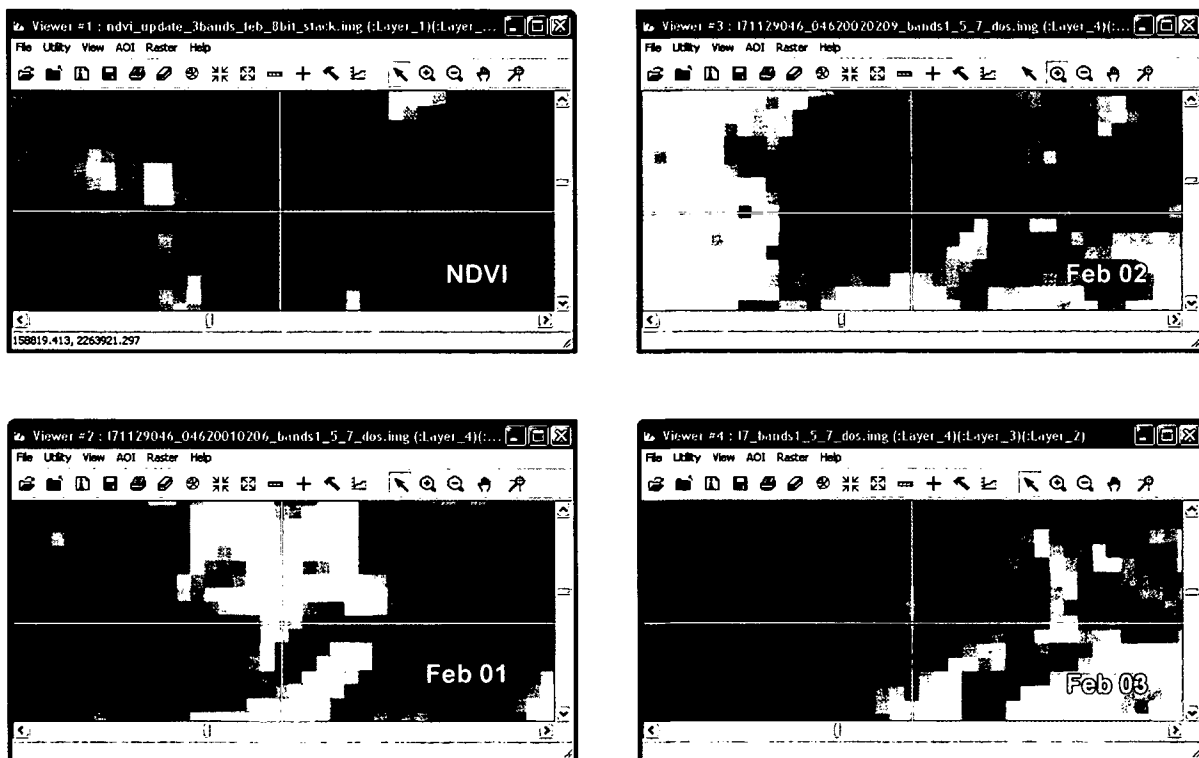 Viewer #1 : ndvi_update_3bands_feb_8bit_stack.img (:Layer_1)(:Layer_...
File Utility View AOI Raster Help
NDVI
158819.413, 2263921.297
Viewer #3 : l71129046_04620020209_bands1_5_7_dos.img (:Layer_4)(:...
File Utility View AOI Raster Help
Feb 02
Viewer #2 : l71129046_04620010206_bands1_5_7_dos.img (:Layer_4)(:...
File Utility View AOI Raster Help
Feb 01
Viewer #4 : l7_bands1_5_7_dos.img (:Layer_4)(:Layer_3)(:Layer_2)
File Utility View AOI Raster Help
Feb 03